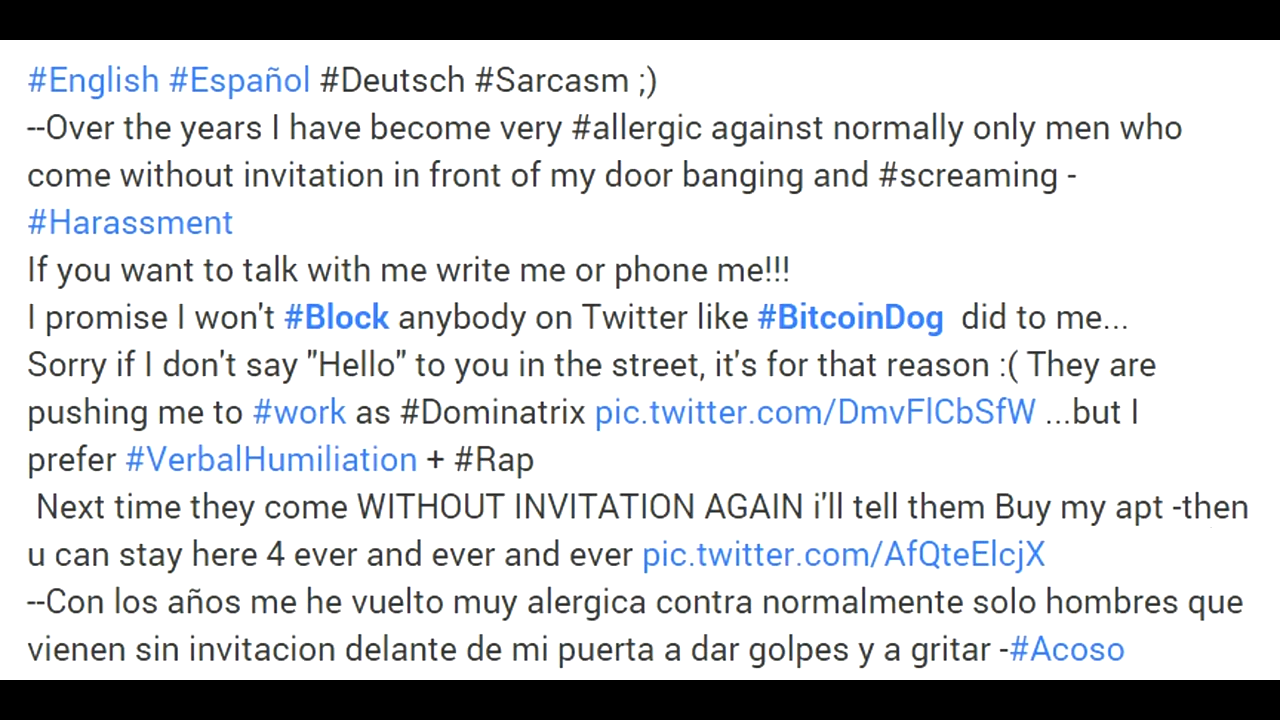 #English #Español #Deutsch #Sarcasm ;)
--Over the years I have become very #allergic against normally only men who
come without invitation in front of my door banging and #screaming -
#Harassment
If you want to talk with me write me or phone me!!!
I promise I won't #Block anybody on Twitter like #BitcoinDog  did to me...
Sorry if I don't say "Hello" to you in the street, it's for that reason :( They are
pushing me to #work as #Dominatrix pic.twitter.com/DmvFlCbSfW ...but I
prefer #VerbalHumiliation + #Rap
Next time they come WITHOUT INVITATION AGAIN i'll tell them Buy my apt -then
u can stay here 4 ever and ever and ever pic.twitter.com/AfQteElcjX
--Con los años me he vuelto muy alergica contra normalmente solo hombres que
vienen sin invitacion delante de mi puerta a dar golpes y a gritar -#Acoso